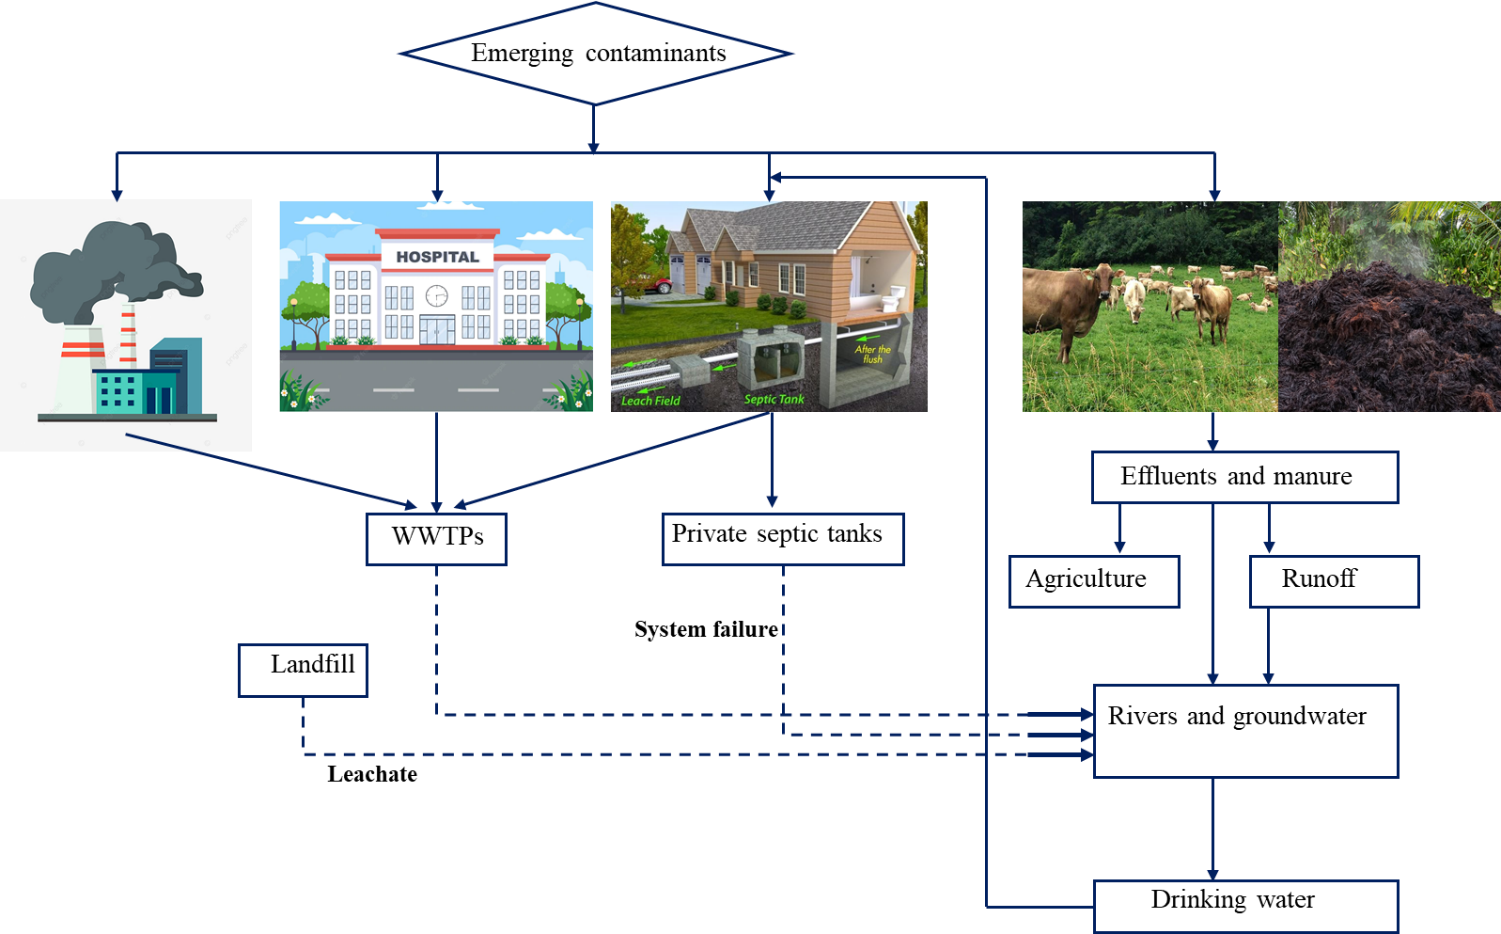 Emerging contaminants
HOSPITAL
After the
flush
Leach Field
Septic Tank
Effluents and manure
WWTPs
Private septic tanks
Agriculture
Runoff
System failure
Landfill
Rivers and groundwater
Leachate
Drinking water